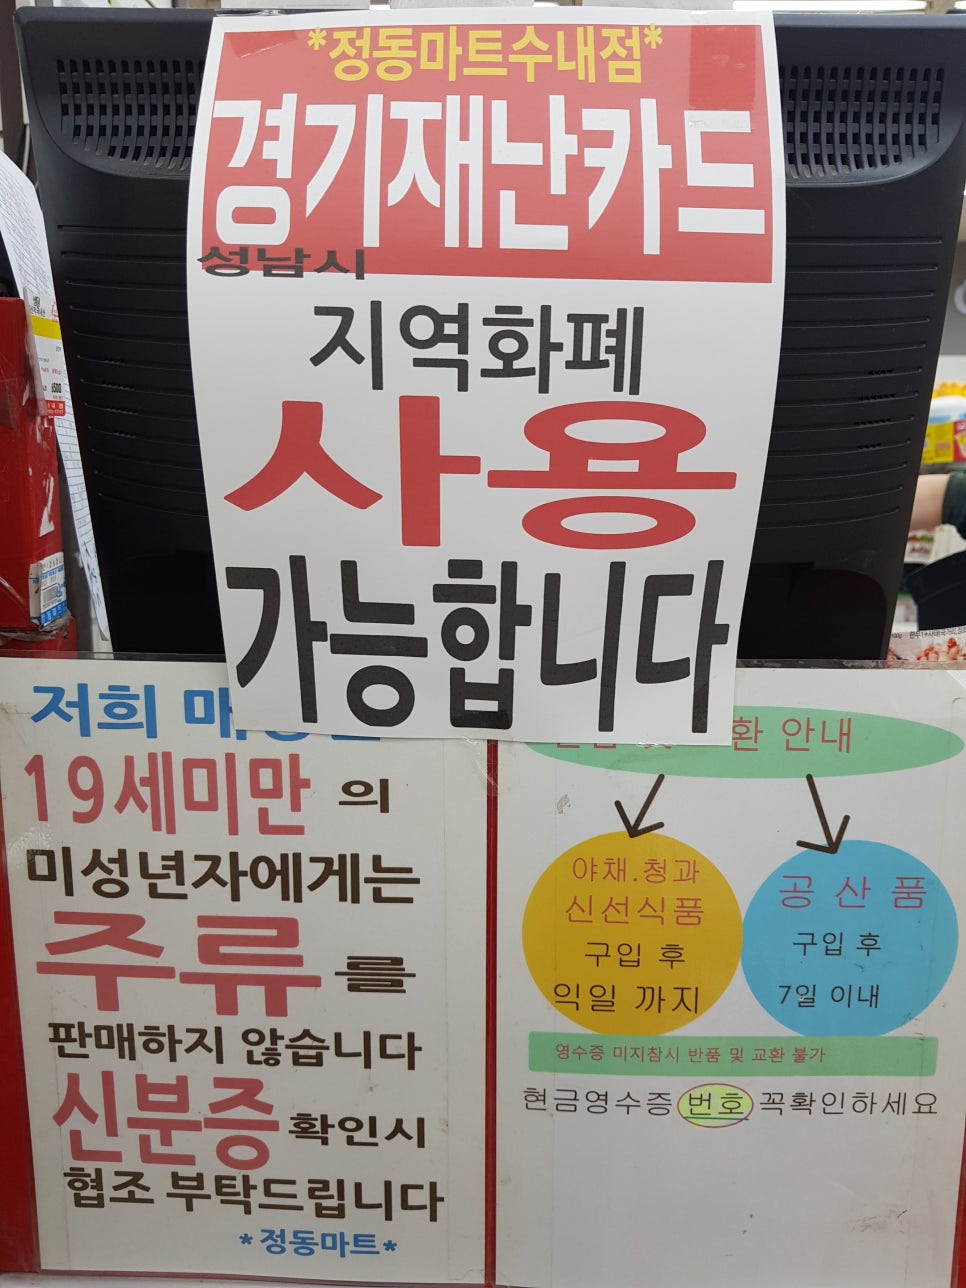 *정동마트수내점*
경기재난카드
성남시
지역화폐
사용
가능합니다
저희
19세미만 의
미성년자에게는
주류 를
판매하지 않습니다
신분증 확인시
협조 부탁드립니다
*정동마트*
안내
야채.청과
신선식품
구입 후
익일 까지
공산품
구입 후
7일 이내
영수증 미지참시 반품 및 교환 불가
현금영수증 번호 꼭확인하세요